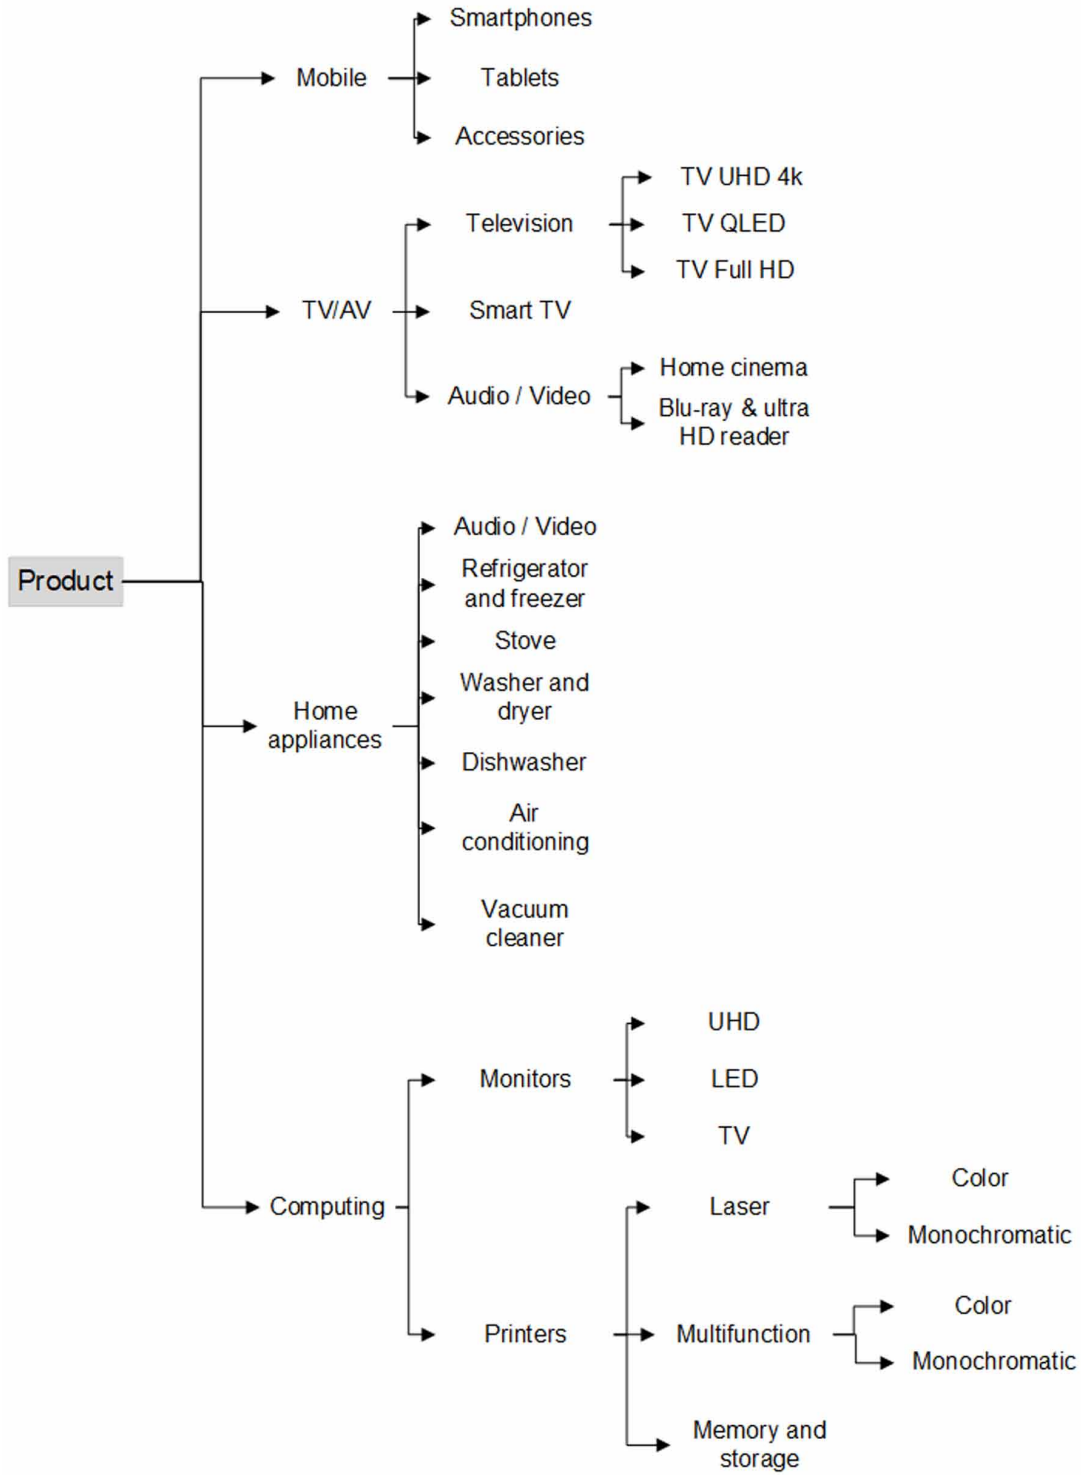 Smartphones
Mobile
Tablets
Accessories
TV UHD 4k
Television
TV QLED
TV Full HD
TV/AV
Smart TV
Home cinema
Audio / Video
Blu-ray & ultra
HD reader
Audio / Video
Product
Refrigerator
and freezer
Stove
Washer and
dryer
Home
appliances
Dishwasher
Air
conditioning
Vacuum
cleaner
UHD
Monitors
LED
TV
Color
Computing
Laser
Monochromatic
Color
Printers
Multifunction
Monochromatic
Memory and
storage